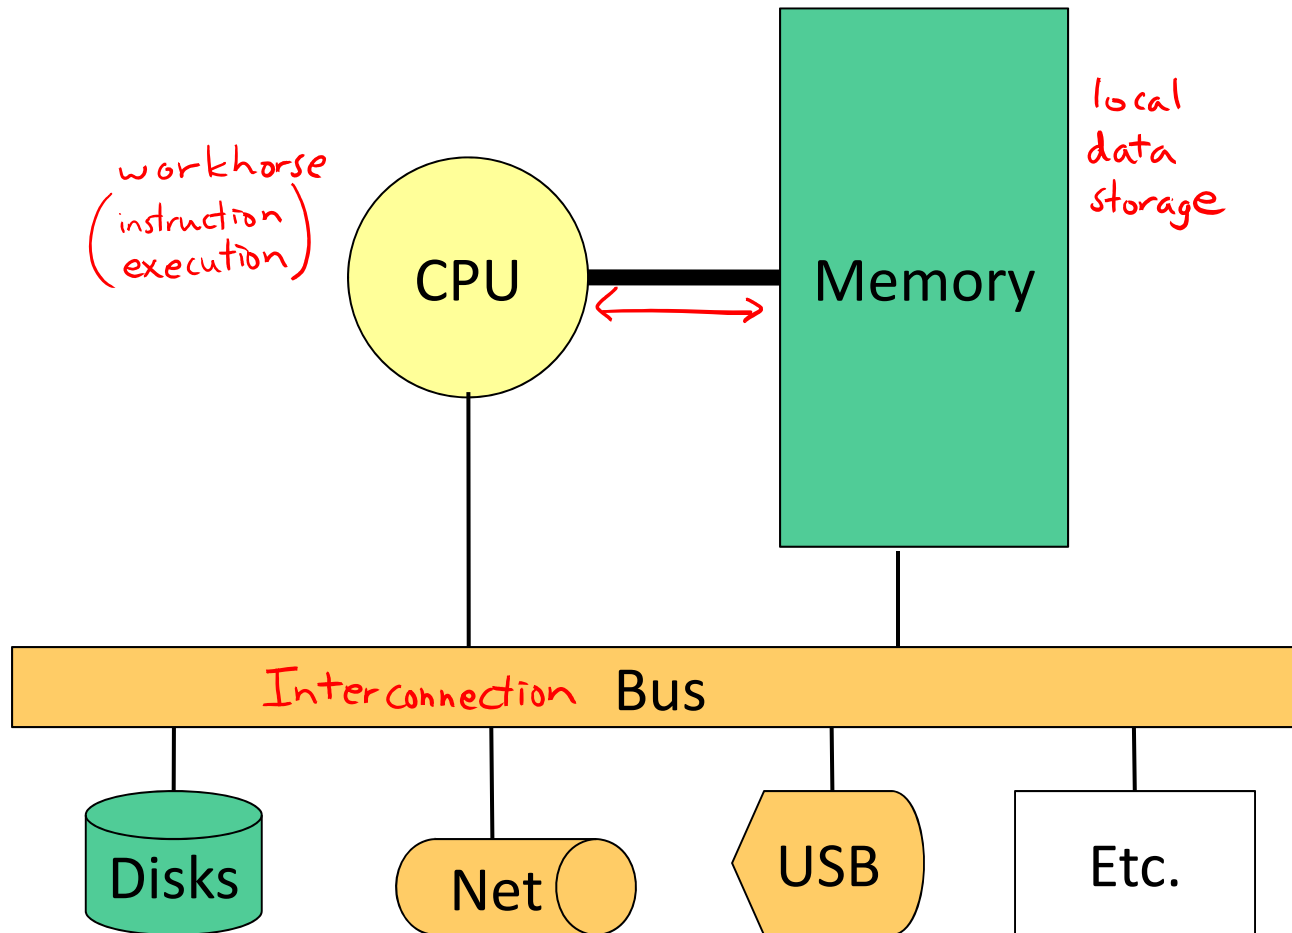 workhorse
(instruction
execution)
CPU
Memory
local
data
storage
Interconnection Bus
Disks
Net
USB
Etc.